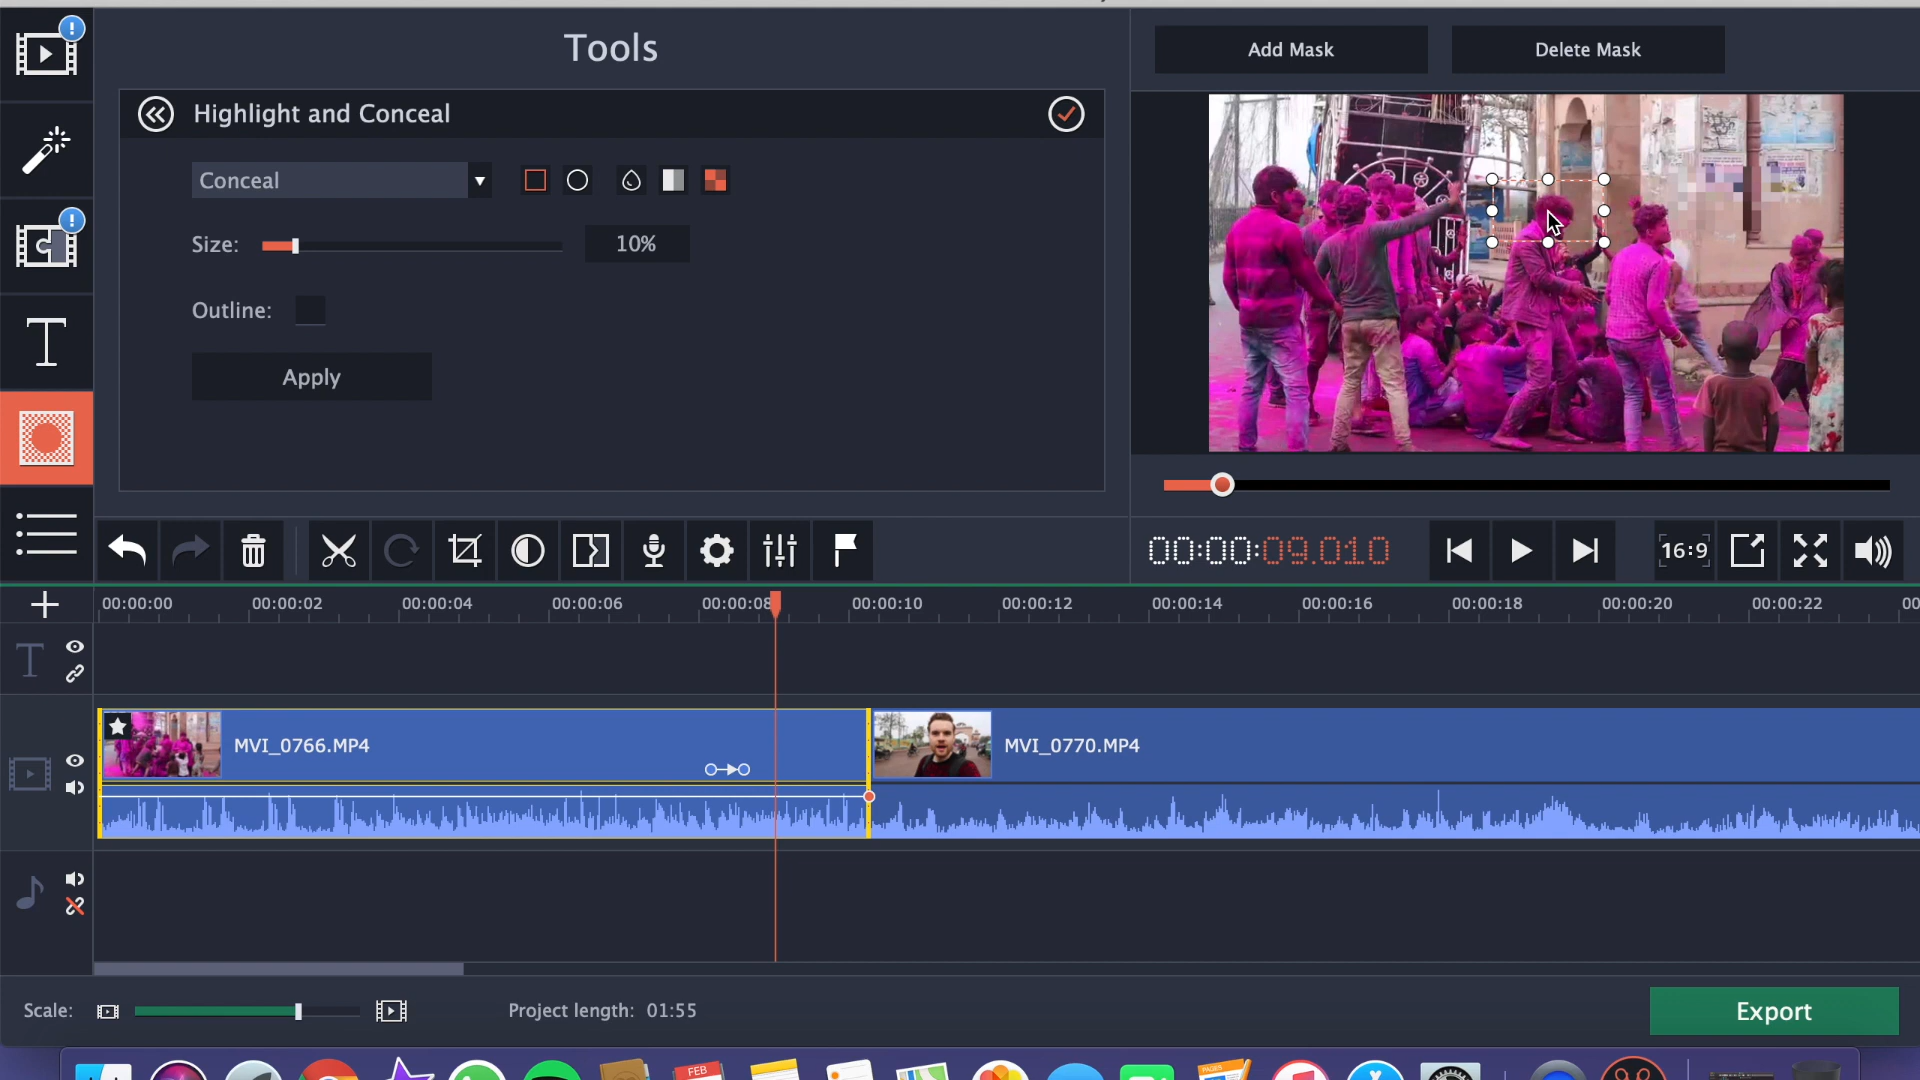 Tools
Add Mask
Delete Mask
Highlight and Conceal
Conceal
Size:
10%
Outline:
Apply
00:00:09.010
16:9
00:00:00
00:00:02
00:00:04
00:00:06
00:00:08
00:00:10
00:00:12
00:00:14
00:00:16
00:00:18
00:00:20
00:00:22
00
T
MVI_0766.MP4
MVI_0770.MP4
Scale:
Project length: 01:55
Export
FEB
PAGES